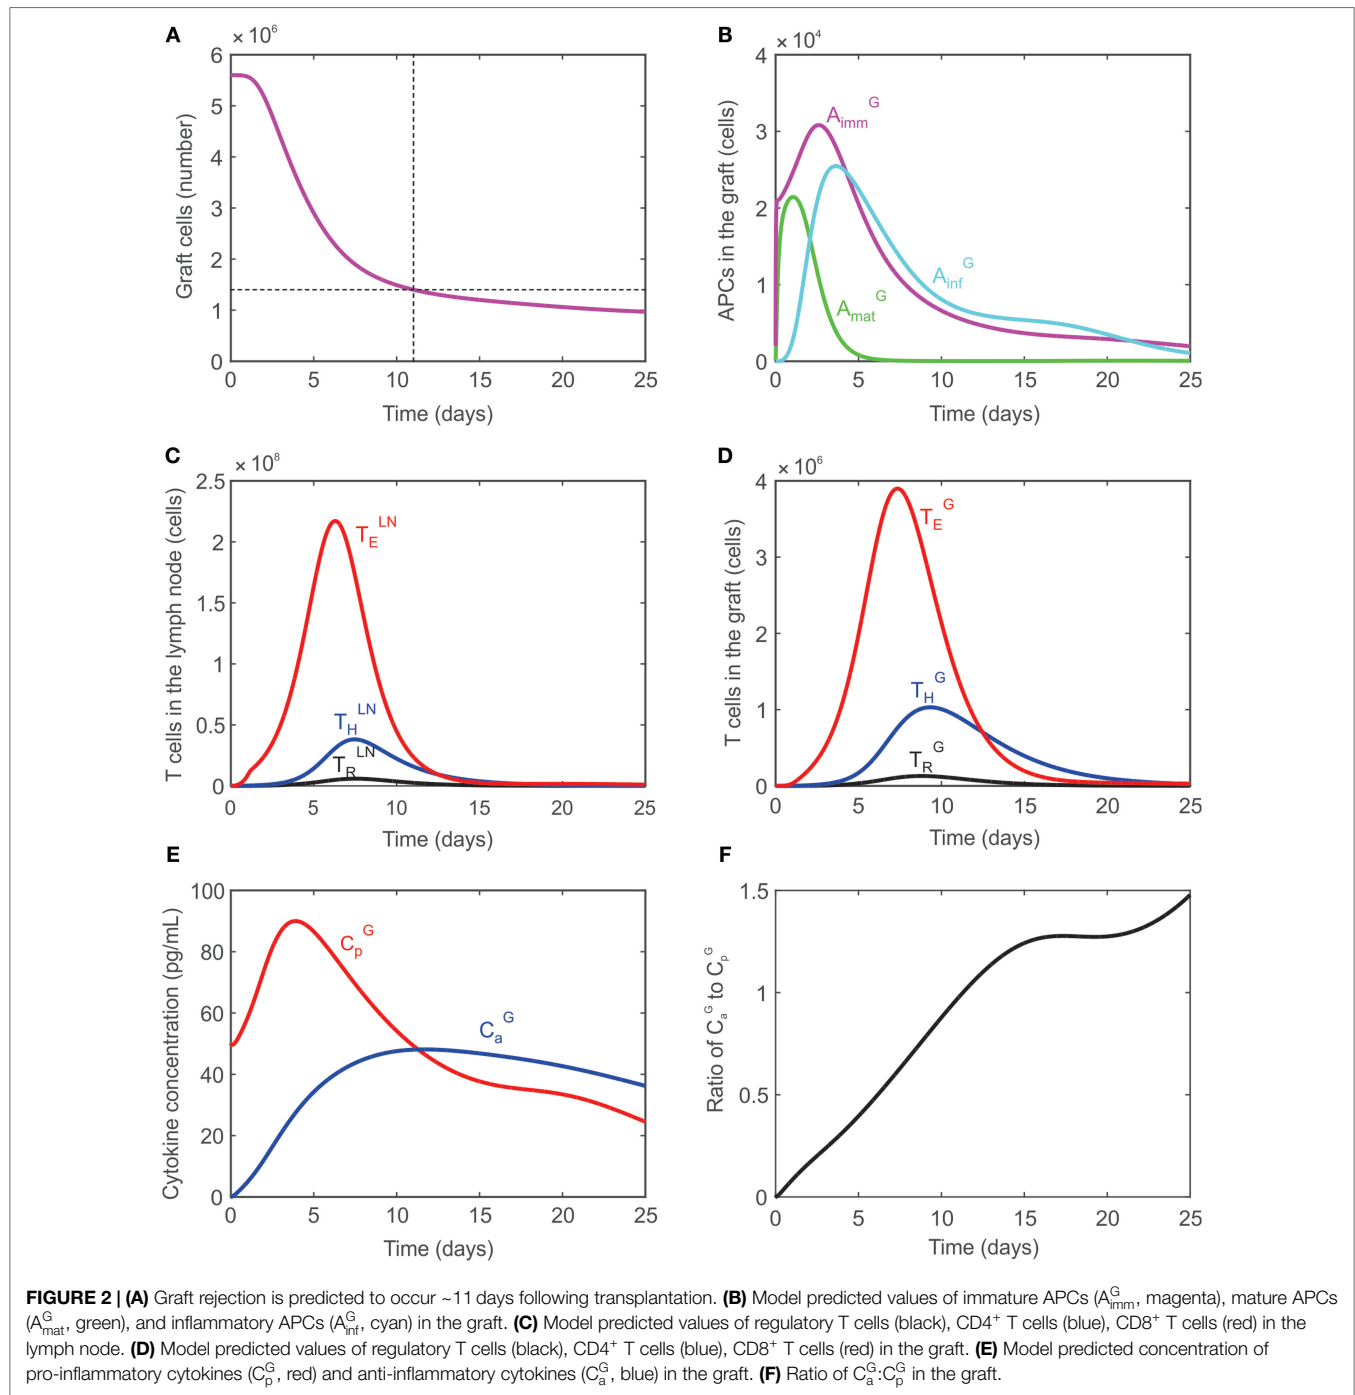 A
× 10⁶
6
5
4
3
2
1
0
Graft cells (number)
0 5 10 15 20 25
Time (days)
B
× 10⁴
4
3
2
1
0
APCs in the graft (cells)
A_imm^G
A_inf^G
A_mat^G
0 5 10 15 20 25
Time (days)
C
× 10⁸
2.5
2
1.5
1
0.5
0
T cells in the lymph node (cells)
T_E^LN
T_H^LN
T_R^LN
0 5 10 15 20 25
Time (days)
D
× 10⁶
4
3
2
1
0
T cells in the graft (cells)
T_E^G
T_H^G
T_R^G
0 5 10 15 20 25
Time (days)
E
100
80
60
40
20
0
Cytokine concentration (pg/mL)
C_p^G
C_a^G
0 5 10 15 20 25
Time (days)
F
1.5
1
0.5
0
Ratio of C_a^G to C_p^G
0 5 10 15 20 25
Time (days)
FIGURE 2 | (A) Graft rejection is predicted to occur ~11 days following transplantation. (B) Model predicted values of immature APCs (A_imm^G, magenta), mature APCs
(A_mat^G, green), and inflammatory APCs (A_inf^G, cyan) in the graft. (C) Model predicted values of regulatory T cells (black), CD4⁺ T cells (blue), CD8⁺ T cells (red) in the
lymph node. (D) Model predicted values of regulatory T cells (black), CD4⁺ T cells (blue), CD8⁺ T cells (red) in the graft. (E) Model predicted concentration of
pro-inflammatory cytokines (C_p^G, red) and anti-inflammatory cytokines (C_a^G, blue) in the graft. (F) Ratio of C_a^G:C_p^G in the graft.